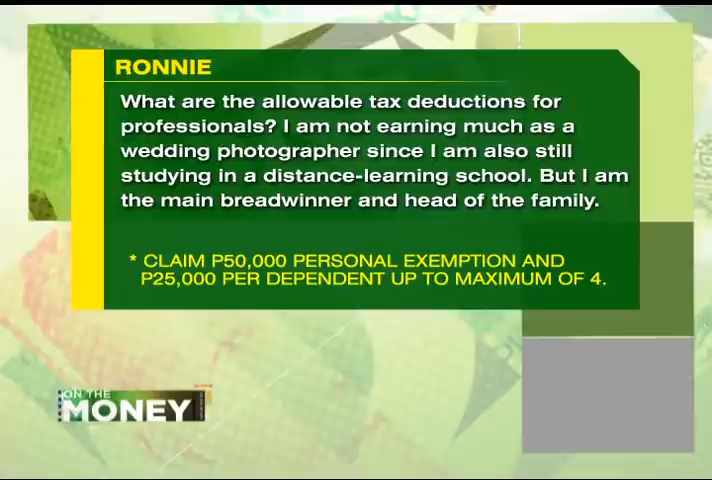 RONNIE
What are the allowable tax deductions for
professionals? I am not earning much as a
wedding photographer since I am also still
studying in a distance-learning school. But I am
the main breadwinner and head of the family.
* CLAIM P50,000 PERSONAL EXEMPTION AND
P25,000 PER DEPENDENT UP TO MAXIMUM OF 4.
ON THE
MONEY